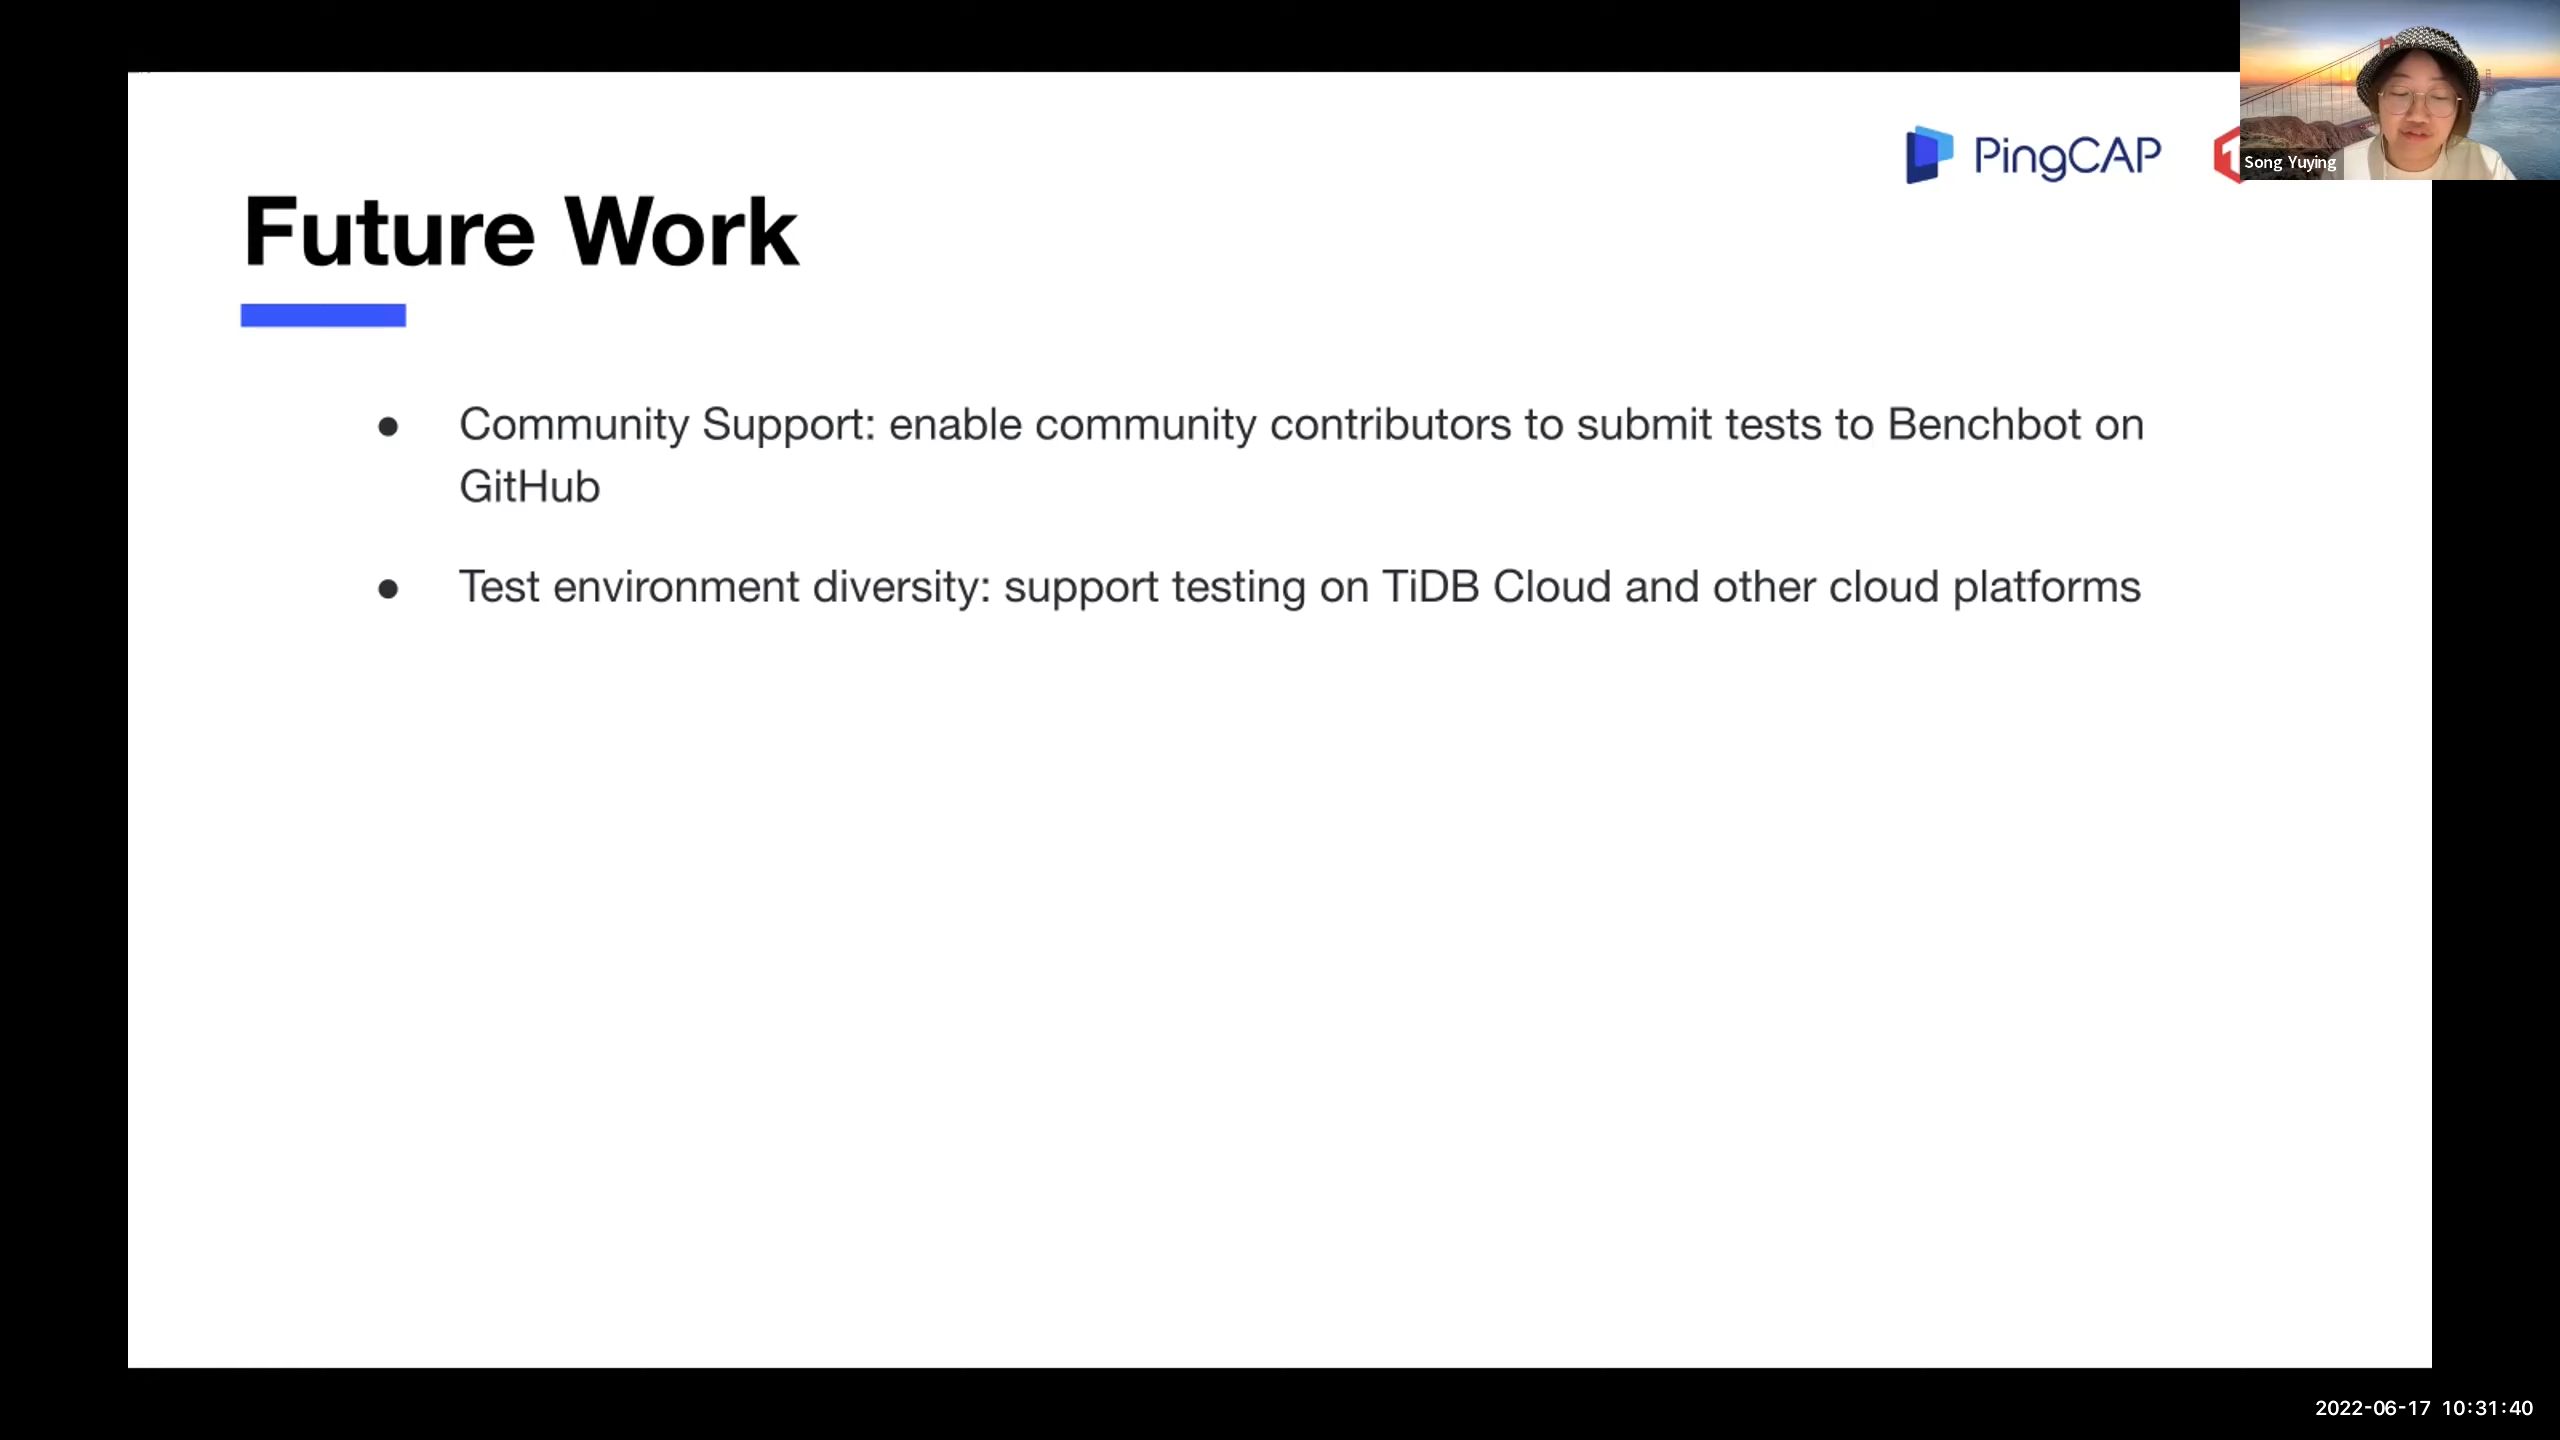 PingCAP
Song Yuying
Future Work
● Community Support: enable community contributors to submit tests to Benchbot on
GitHub
● Test environment diversity: support testing on TiDB Cloud and other cloud platforms
2022-06-17 10:31:40